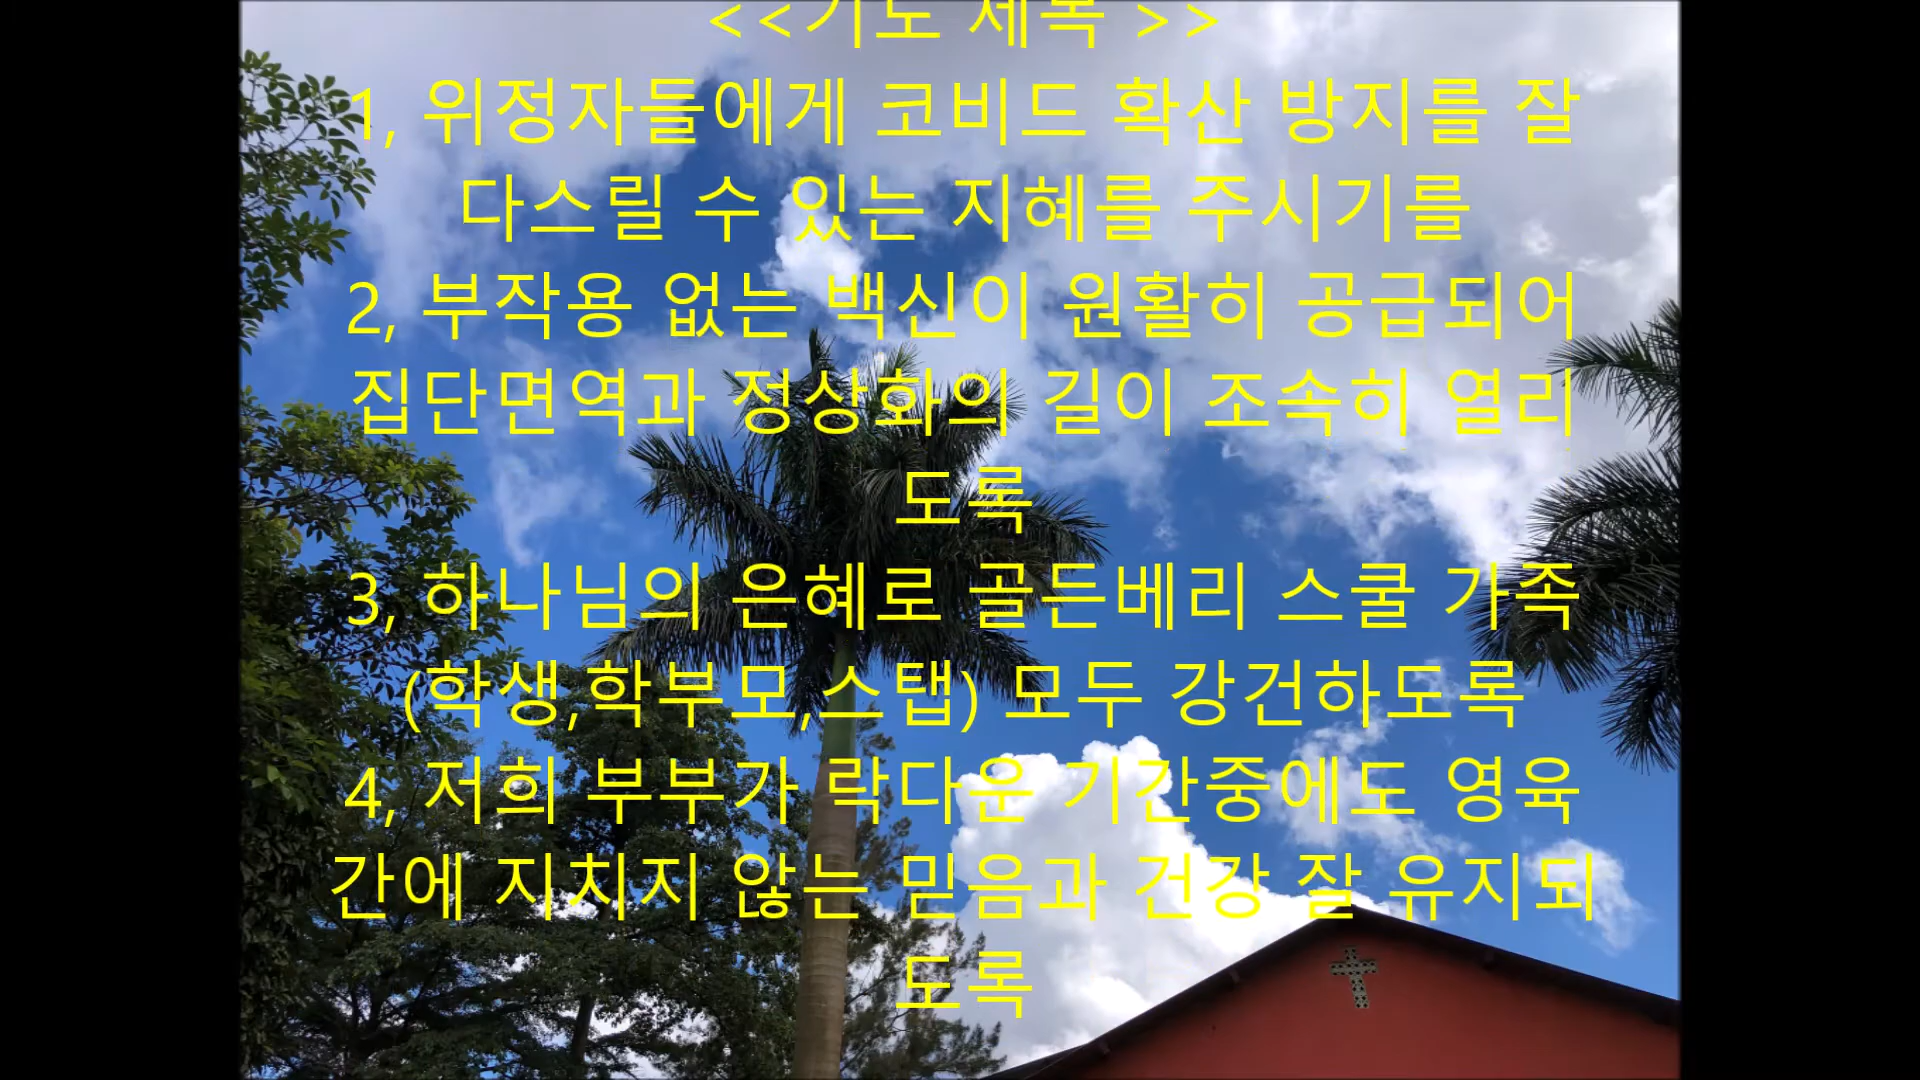 <<기도 제목 >>
1, 위정자들에게 코비드 확산 방지를 잘
다스릴 수 있는 지혜를 주시기를
2, 부작용 없는 백신이 원활히 공급되어
집단면역과 정상화의 길이 조속히 열리
도록
3, 하나님의 은혜로 골든베리 스쿨 가족
(학생,학부모,스탭) 모두 강건하도록
4, 저희 부부가 락다운 기간중에도 영육
간에 지치지 않는 믿음과 건강 잘 유지되
도록